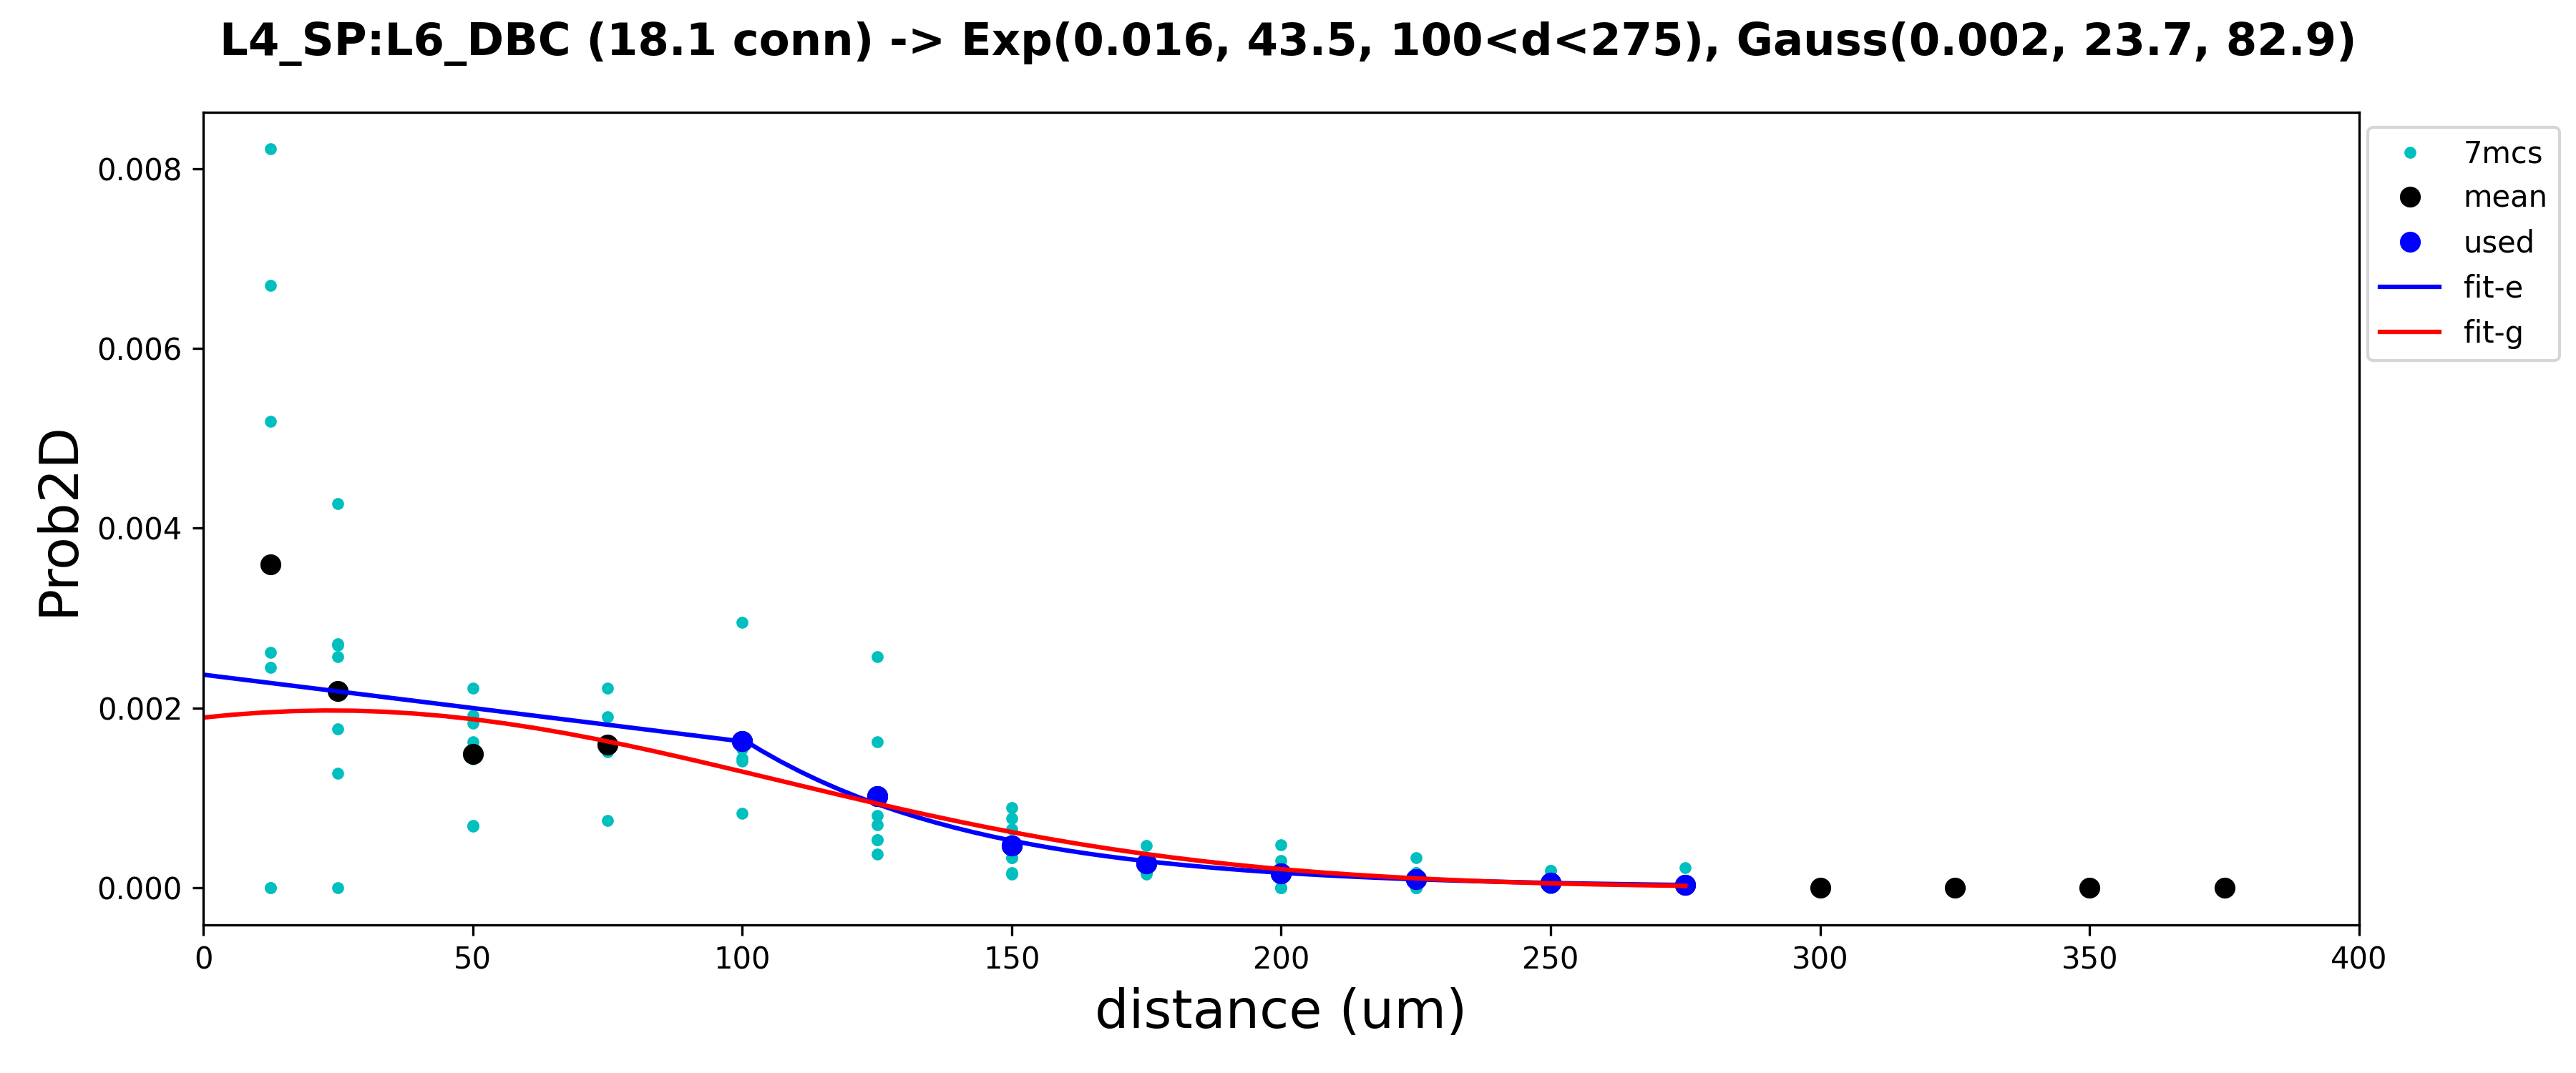 L4_SP:L6_DBC (18.1 conn) -> Exp(0.016, 43.5, 100<d<275), Gauss(0.002, 23.7, 82.9)
7mcs
mean
used
fit-e
fit-g
Prob2D
0.008
0.006
0.004
0.002
0.000
0 50 100 150 200 250 300 350 400
distance (um)